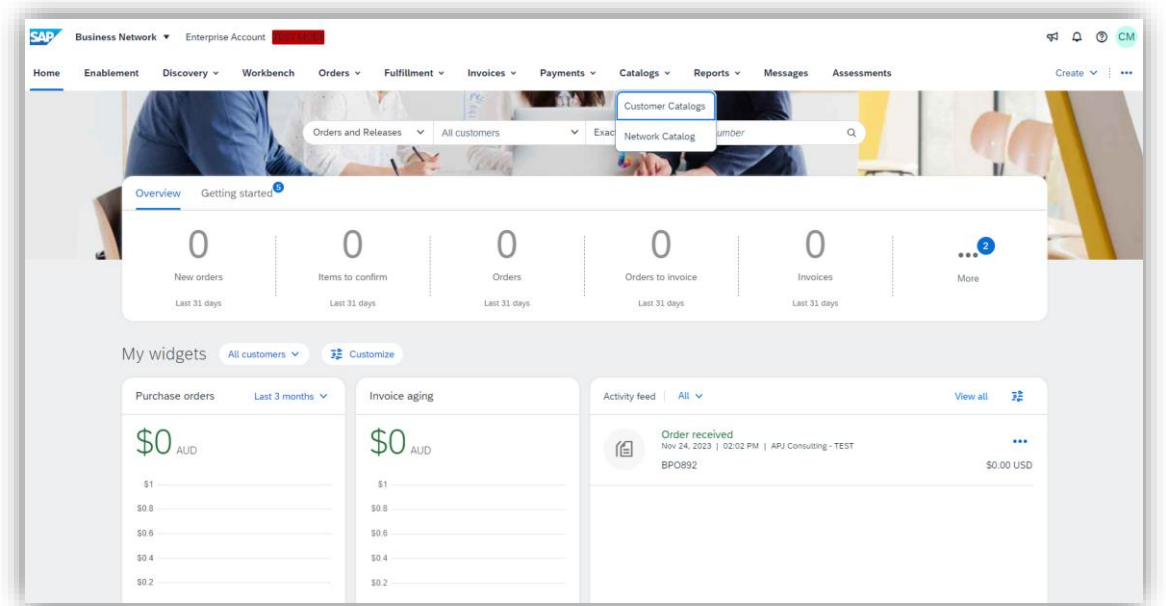 SAP Business Network Enterprise Account TEST MODE CM
Home Enablement Discovery Workbench Orders Fulfillment Invoices Payments Catalogs Reports Messages Assessments Create
Customer Catalogs
Network Catalog
Orders and Releases All customers Exac umber
Overview Getting started 5
0 0 0 0 0 ... 2
New orders Items to confirm Orders Orders to invoice Invoices More
Last 31 days Last 31 days Last 31 days Last 31 days Last 31 days
My widgets All customers Customize
Purchase orders Last 3 months Invoice aging Activity feed All View all
$0 AUD $0 AUD
Order received
Nov 24, 2023 | 02:02 PM | APJ Consulting - TEST
BPO892 $0.00 USD
$1 $1
$0.8 $0.8
$0.6 $0.6
$0.4 $0.4
$0.2 $0.2